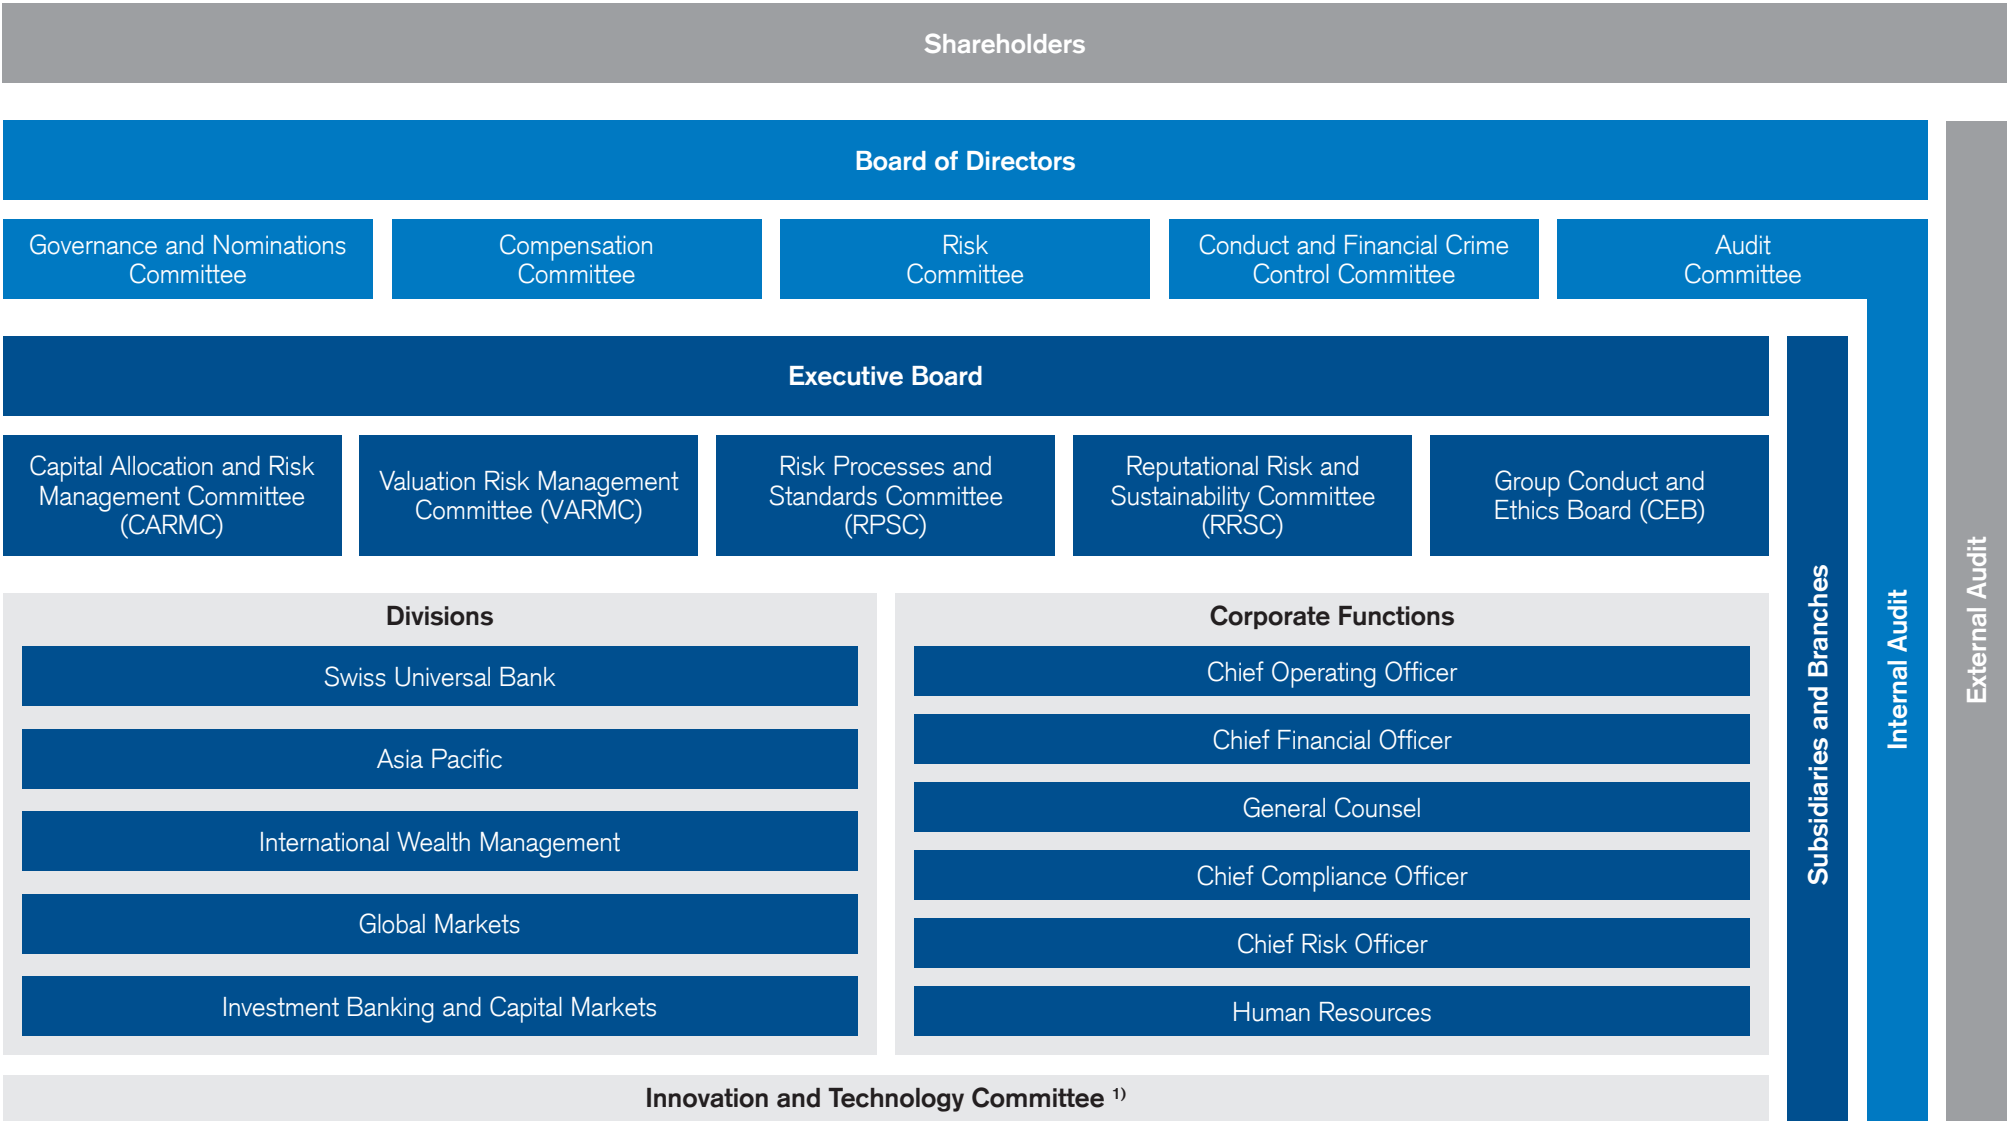 Shareholders
Board of Directors
Governance and Nominations
Committee
Compensation
Committee
Risk
Committee
Conduct and Financial Crime
Control Committee
Audit
Committee
Executive Board
Capital Allocation and Risk
Management Committee
(CARMC)
Valuation Risk Management
Committee (VARMC)
Risk Processes and
Standards Committee
(RPSC)
Reputational Risk and
Sustainability Committee
(RRSC)
Group Conduct and
Ethics Board (CEB)
Divisions
Swiss Universal Bank
Asia Pacific
International Wealth Management
Global Markets
Investment Banking and Capital Markets
Corporate Functions
Chief Operating Officer
Chief Financial Officer
General Counsel
Chief Compliance Officer
Chief Risk Officer
Human Resources
Innovation and Technology Committee 1)
Subsidiaries and Branches
Internal Audit
External Audit